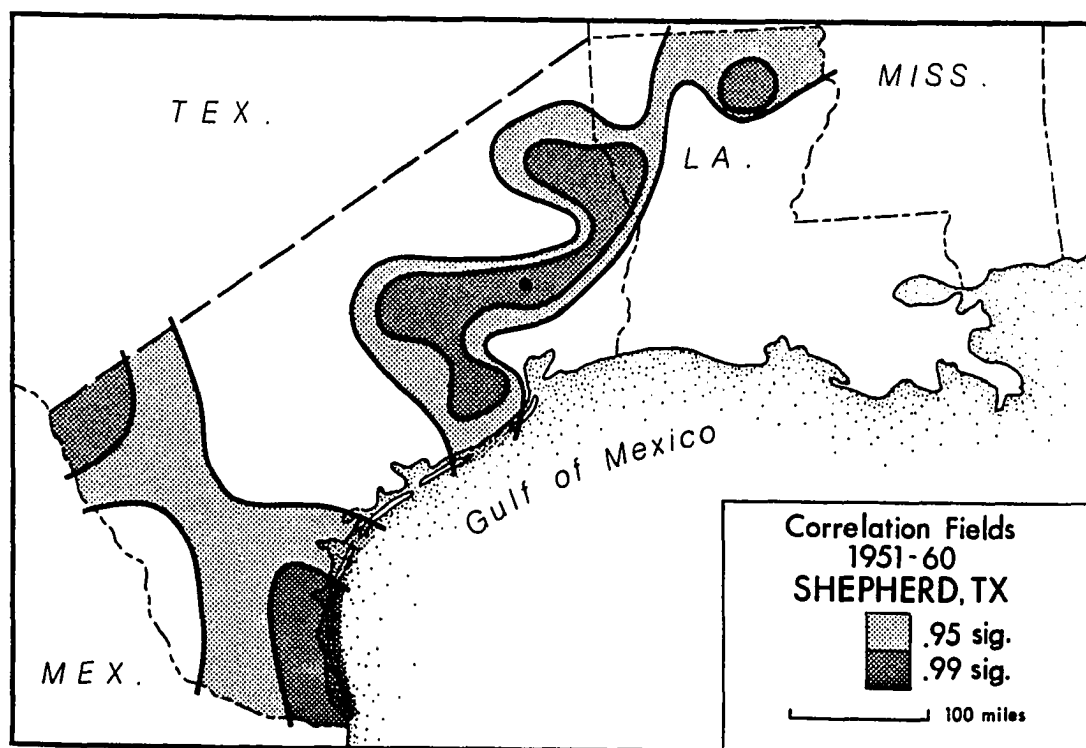 TEX.
MISS.
LA.
Gulf of Mexico
MEX.
Correlation Fields
1951-60
SHEPHERD, TX
.95 sig.
.99 sig.
100 miles